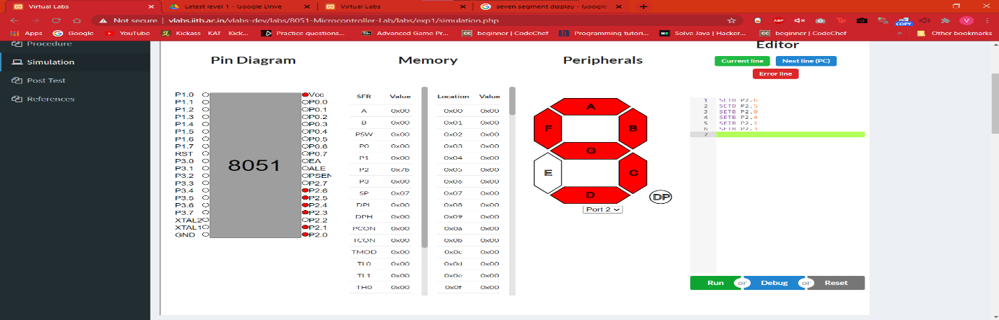 Virtual Labs
Latest level 1 - Google Drive
Virtual Labs
seven segment display - Google
Not secure | vlabs.iitb.ac.in/vlabs-dev/labs/8051-Microcontroller-Lab/labs/exp1/simulation.php
ABP
COPY
V
Apps
Google
YouTube
Kickass - KAT - Kick...
Practice questions...
Advanced Game Pr...
CC beginner | CodeChef
Programming tutori...
Solve Java | Hacker...
CC beginner | CodeChef
»
Other bookmarks
Procedure
Simulation
Post Test
References
Pin Diagram
P1.0
P1.1
P1.2
P1.3
P1.4
P1.5
P1.6
P1.7
RST
P3.0
P3.1
P3.2
P3.3
P3.4
P3.5
P3.6
P3.7
XTAL2
XTAL1
GND
8051
Vcc
P0.0
P0.1
P0.2
P0.3
P0.4
P0.5
P0.6
P0.7
EA
ALE
PSEN
P2.7
P2.6
P2.5
P2.4
P2.3
P2.2
P2.1
P2.0
Memory
SFR Value
A 0x00
B 0x00
PSW 0x00
P0 0x00
P1 0x00
P2 0x7b
P3 0x00
SP 0x07
DPL 0x00
DPH 0x00
PCON 0x00
TCON 0x00
TMOD 0x00
TL0 0x00
TL1 0x00
TH0 0x00
Location Value
0x00 0x00
0x01 0x00
0x02 0x00
0x03 0x00
0x04 0x00
0x05 0x00
0x06 0x00
0x07 0x00
0x08 0x00
0x09 0x00
0x0a 0x00
0x0b 0x00
0x0c 0x00
0x0d 0x00
0x0e 0x00
0x0f 0x00
Peripherals
A
F
B
G
E
C
D
DP
Port 2
Editor
Current line
Next line (PC)
Error line
1 SETB P2.6
2 SETB P2.5
3 SETB P2.0
4 SETB P2.4
5 SETB P2.1
6 SETB P2.3
7
Run or Debug or Reset